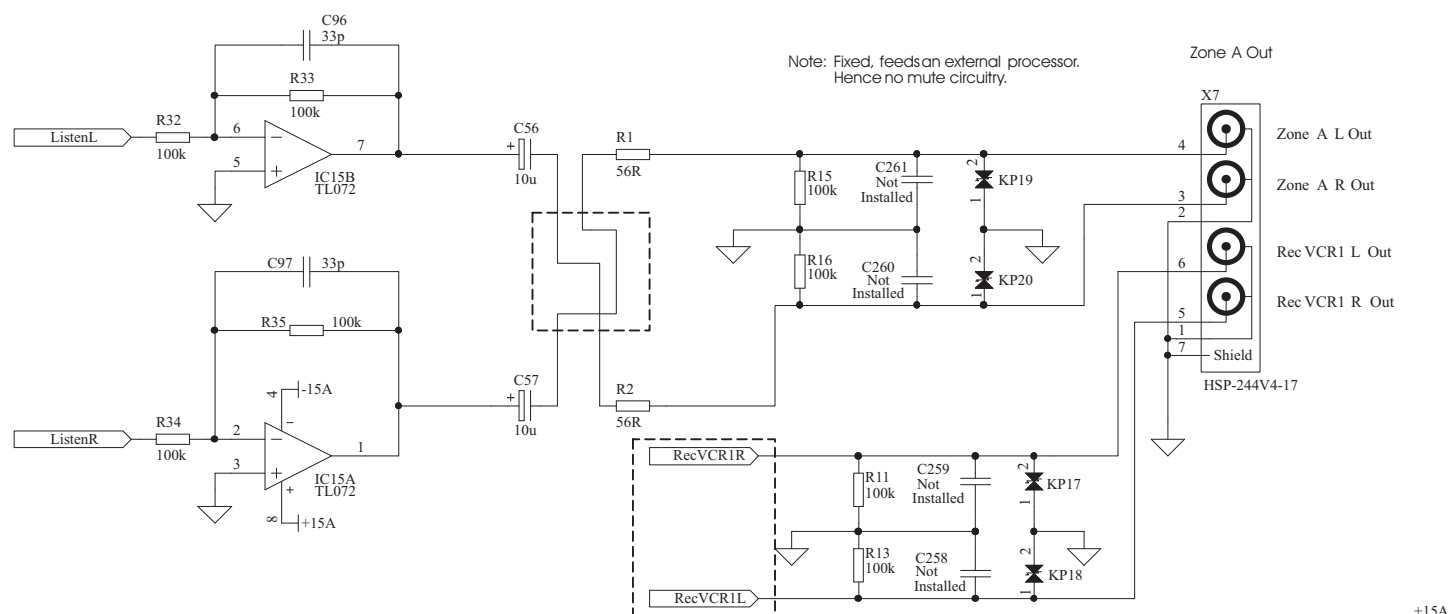 C96
33p
R33
100k
ListenL
R32
100k
6
5
7
IC15B
TL072
C56
+
10u
R1
56R
Note: Fixed, feeds an external processor.
Hence no mute circuitry.
Zone A Out
X7
R15
100k
C261
Not
Installed
2
1
KP19
4
3
2
Zone A L Out
Zone A R Out
R16
100k
C260
Not
Installed
2
1
KP20
6
5
1
7
Rec VCR1 L Out
Rec VCR1 R Out
Shield
HSP-244V4-17
C97
33p
R35
100k
4
-15A
ListenR
R34
100k
2
3
1
IC15A
TL072
8
+15A
C57
+
10u
R2
56R
RecVCR1R
R11
100k
C259
Not
Installed
2
1
KP17
R13
100k
C258
Not
Installed
2
1
KP18
RecVCR1L
+15A